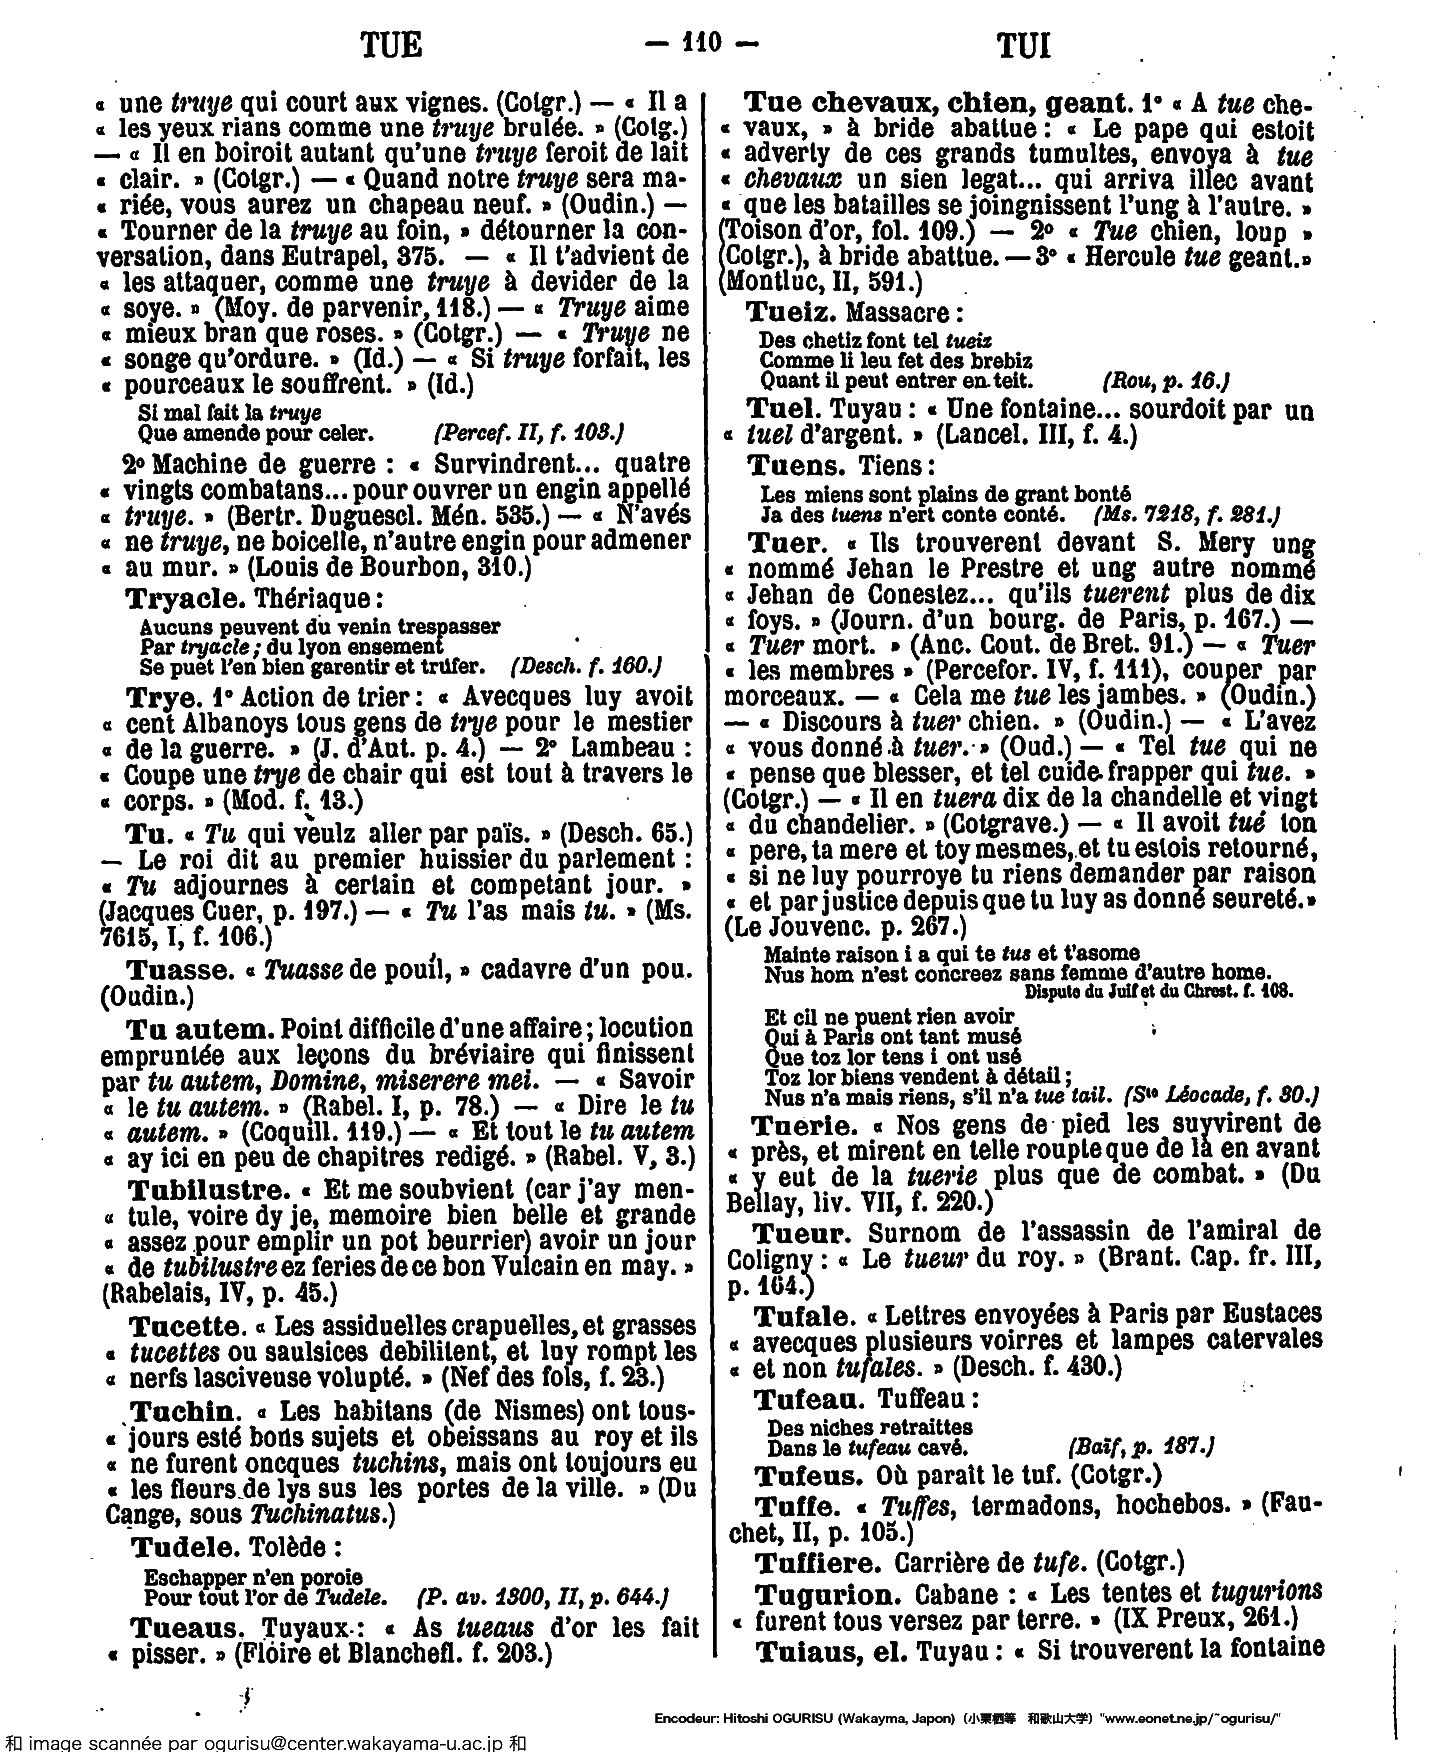 TUE — 110 — TUI
« une truye qui court aux vignes. (Cotgr.) — « Il a
« les yeux rians comme une truye brulée. » (Cotg.)
— « Il en boiroit autant qu'une truye feroit de lait
« clair. » (Cotgr.) — « Quand notre truye sera ma-
« riée, vous aurez un chapeau neuf. » (Oudin.) —
« Tourner de la truye au foin, » détourner la con-
versation, dans Eutrapel, 375. — « Il t'advient de
« les attaquer, comme une truye à devider de la
« soye. » (Moy. de parvenir, 118.) — « Truye aime
« mieux bran que roses. » (Cotgr.) — « Truye ne
« songe qu'ordure. » (Id.) — « Si truye forfait, les
« pourceaux le souffrent. » (Id.)
Si mal fait la truye
Que amende pour celer. (Percef. II, f. 103.)
2º Machine de guerre : « Survindrent... quatre
« vingts combatans... pour ouvrer un engin appellé
« truye. » (Bertr. Duguescl. Mén. 535.) — « N'avés
« ne truye, ne boicelle, n'autre engin pour admener
« au mur. » (Louis de Bourbon, 310.)
Tryacle. Thériaque :
Aucuns peuvent du venin trespasser
Par tryacle ; du lyon ensement
Se puet l'en bien garentir et trufer. (Desch. f. 160.)
Trye. 1º Action de trier : « Avecques luy avoit
« cent Albanoys tous gens de trye pour le mestier
« de la guerre. » (J. d'Aut. p. 4.) — 2º Lambeau :
« Coupe une trye de chair qui est tout à travers le
« corps. » (Mod. f. 13.)
Tu. « Tu qui veulz aller par païs. » (Desch. 65.)
— Le roi dit au premier huissier du parlement :
« Tu adjournes à certain et competant jour. »
(Jacques Cuer, p. 197.) — « Tu l'as mais tu. » (Ms.
7615, I, f. 106.)
Tuasse. « Tuasse de pouil, » cadavre d'un pou.
(Oudin.)
Tu autem. Point difficile d'une affaire ; locution
empruntée aux leçons du bréviaire qui finissent
par tu autem, Domine, miserere mei. — « Savoir
« le tu autem. » (Rabel. I, p. 78.) — « Dire le tu
« autem. » (Coquill. 119.) — « Et tout le tu autem
« ay ici en peu de chapitres redigé. » (Rabel. V, 3.)
Tubilustre. « Et me soubvient (car j'ay men-
« tule, voire dy je, memoire bien belle et grande
« assez pour emplir un pot beurrier) avoir un jour
« de tubilustre ez feries de ce bon Vulcain en may. »
(Rabelais, IV, p. 45.)
Tucette. « Les assiduelles crapuelles, et grasses
« tucettes ou saulsices debilitent, et luy rompt les
« nerfs lasciveuse volupté. » (Nef des fols, f. 23.)
Tuchin. « Les habitans (de Nismes) ont tous-
« jours esté bons sujets et obeissans au roy et ils
« ne furent oncques tuchins, mais ont toujours eu
« les fleurs de lys sus les portes de la ville. » (Du
Cange, sous Tuchinatus.)
Tudele. Tolède :
Eschapper n'en poroie
Pour tout l'or de Tudele. (P. av. 1300, II, p. 644.)
Tueaus. Tuyaux : « As tueaus d'or les fait
« pisser. » (Floire et Blanchefl. f. 203.)
Tue chevaux, chien, geant. 1º « A tue che-
« vaux, » à bride abattue : « Le pape qui estoit
« adverty de ces grands tumultes, envoya à tue
« chevaux un sien legat... qui arriva illec avant
« que les batailles se joingnissent l'ung à l'autre. »
(Toison d'or, fol. 109.) — 2º « Tue chien, loup »
(Cotgr.), à bride abattue. — 3º « Hercule tue geant.»
(Montluc, II, 591.)
Tueiz. Massacre :
Des chetiz font tel tueiz
Comme li leu fet des brebiz
Quant il peut entrer en teit. (Rou, p. 16.)
Tuel. Tuyau : « Une fontaine... sourdoit par un
« tuel d'argent. » (Lancel. III, f. 4.)
Tuens. Tiens :
Les miens sont plains de grant bonté
Ja des tuens n'ert conte conté. (Ms. 7218, f. 281.)
Tuer. « Ils trouverent devant S. Mery ung
« nommé Jehan le Prestre et ung autre nommé
« Jehan de Conestez... qu'ils tuerent plus de dix
« foys. » (Journ. d'un bourg. de Paris, p. 167.) —
« Tuer mort. » (Anc. Cout. de Bret. 91.) — « Tuer
« les membres » (Percefor. IV, f. 111), couper par
morceaux. — « Cela me tue les jambes. » (Oudin.)
— « Discours à tuer chien. » (Oudin.) — « L'avez
« vous donné à tuer. » (Oud.) — « Tel tue qui ne
« pense que blesser, et tel cuide frapper qui tue. »
(Cotgr.) — « Il en tuera dix de la chandelle et vingt
« du chandelier. » (Cotgrave.) — « Il avoit tué ton
« pere, ta mere et toy mesmes, et tu estois retourné,
« si ne luy pourroye tu riens demander par raison
« et par justice depuis que tu luy as donné seureté.»
(Le Jouvenc. p. 267.)
Mainte raison i a qui te tus et t'asome
Nus hom n'est concreez sans femme d'autre home.
Dispute du Juif et du Chrest. f. 108.
Et cil ne puent rien avoir
Qui à Paris ont tant musé
Que toz lor tens i ont usé
Toz lor biens vendent à détail ;
Nus n'a mais riens, s'il n'a tue tail. (Ste Léocade, f. 30.)
Tuerie. « Nos gens de pied les suyvirent de
« près, et mirent en telle roupte que de là en avant
« y eut de la tuerie plus que de combat. » (Du
Bellay, liv. VII, f. 220.)
Tueur. Surnom de l'assassin de l'amiral de
Coligny : « Le tueur du roy. » (Brant. Cap. fr. III,
p. 164.)
Tufale. « Lettres envoyées à Paris par Eustaces
« avecques plusieurs voirres et lampes catervales
« et non tufales. » (Desch. f. 430.)
Tufeau. Tuffeau :
Des niches retraittes
Dans le tufeau cavé. (Baïf, p. 187.)
Tufeus. Où paraît le tuf. (Cotgr.)
Tuffe. « Tuffes, termadons, hochebos. » (Fau-
chet, II, p. 105.)
Tuffiere. Carrière de tufe. (Cotgr.)
Tugurion. Cabane : « Les tentes et tugurions
« furent tous versez par terre. » (IX Preux, 261.)
Tuiaus, el. Tuyau : « Si trouverent la fontaine
Encodeur: Hitoshi OGURISU (Wakayma, Japon) (小栗栖等 和歌山大学) "www.eonet.ne.jp/~ogurisu/"
和 image scannée par ogurisu@center.wakayama-u.ac.jp 和